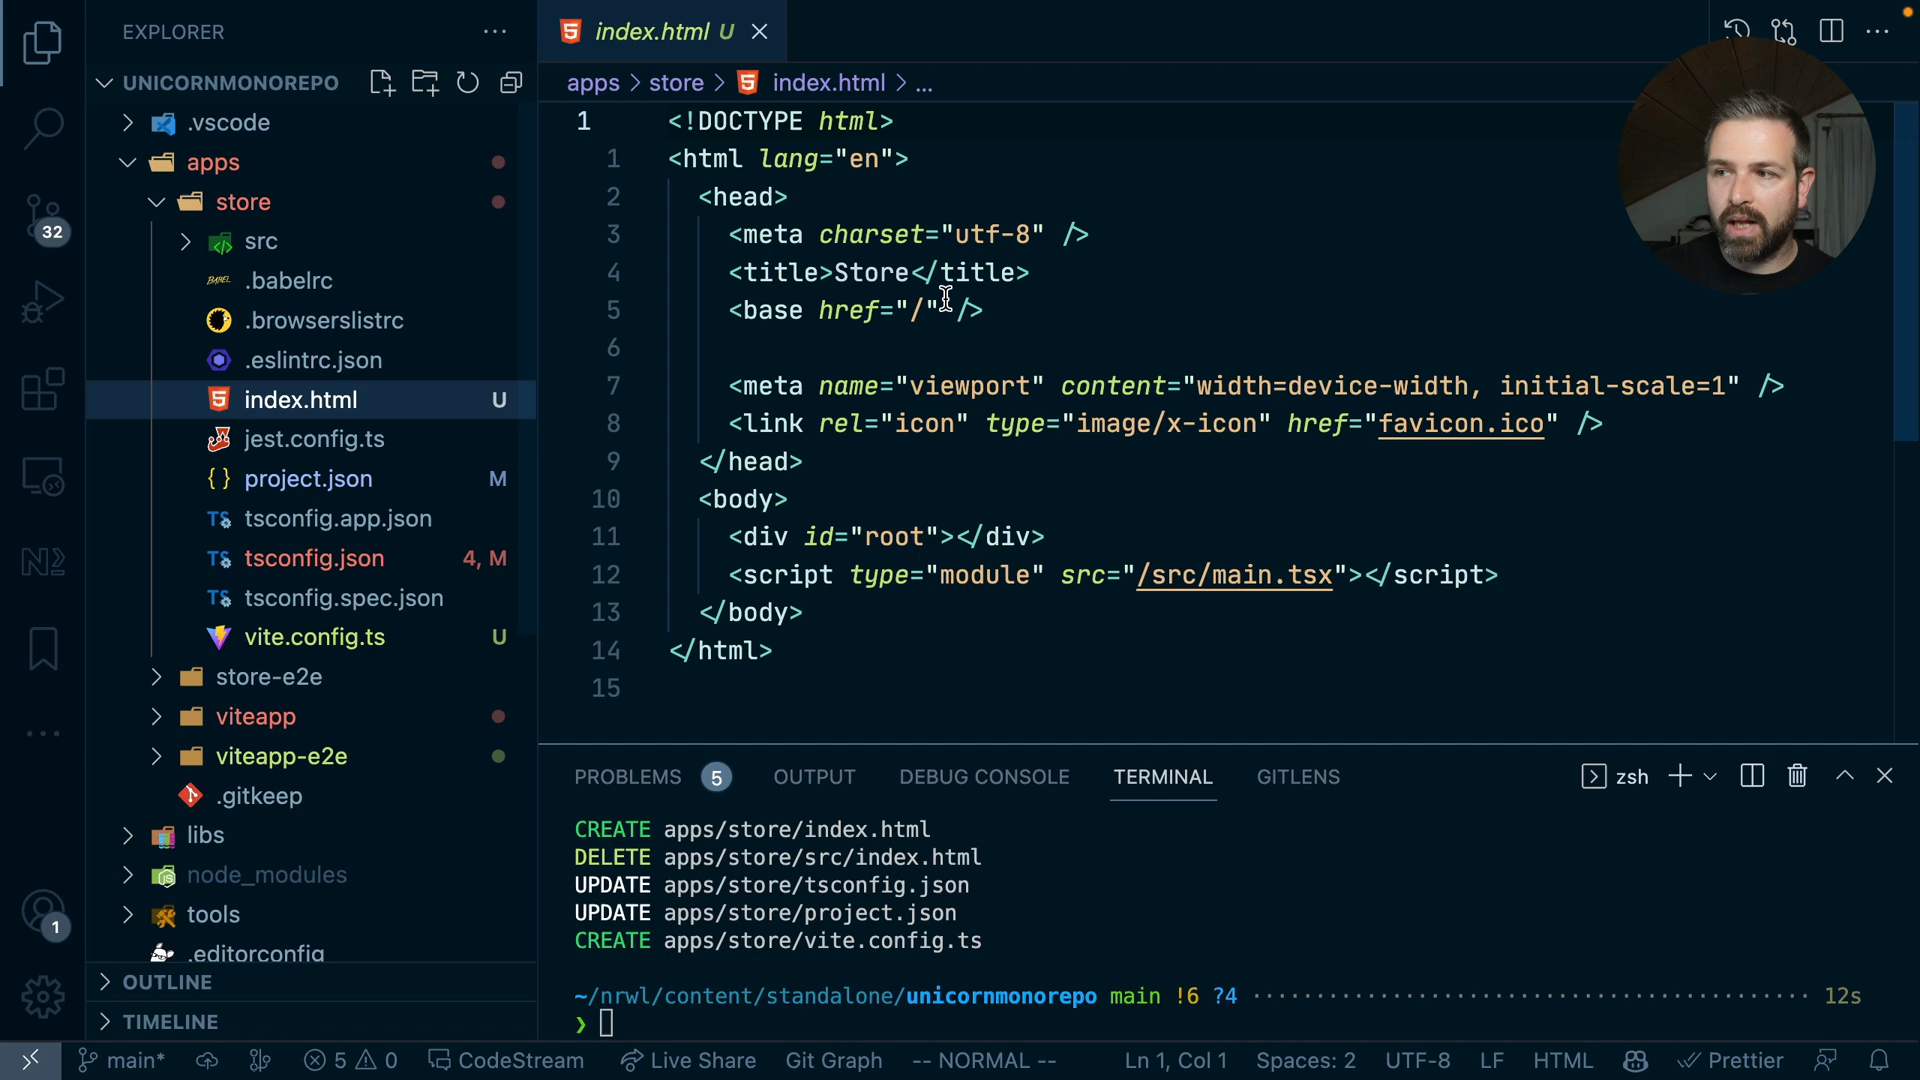 EXPLORER
UNICORNMONOREPO
.vscode
apps
store
src
BABEL .babelrc
.browserslistrc
.eslintrc.json
index.html U
jest.config.ts
{ } project.json M
TS tsconfig.app.json
TS tsconfig.json 4, M
TS tsconfig.spec.json
vite.config.ts U
store-e2e
viteapp
viteapp-e2e
.gitkeep
libs
node_modules
tools
.editorconfig
OUTLINE
TIMELINE
32
1
index.html U
apps > store > index.html > ...
1 <!DOCTYPE html>
1 <html lang="en">
2 <head>
3 <meta charset="utf-8" />
4 <title>Store</title>
5 <base href="/" />
6
7 <meta name="viewport" content="width=device-width, initial-scale=1" />
8 <link rel="icon" type="image/x-icon" href="favicon.ico" />
9 </head>
10 <body>
11 <div id="root"></div>
12 <script type="module" src="/src/main.tsx"></script>
13 </body>
14 </html>
15
PROBLEMS 5 OUTPUT DEBUG CONSOLE TERMINAL GITLENS zsh
CREATE apps/store/index.html
DELETE apps/store/src/index.html
UPDATE apps/store/tsconfig.json
UPDATE apps/store/project.json
CREATE apps/store/vite.config.ts
~/nrwl/content/standalone/unicornmonorepo main !6 ?4 12s
❯
main* 5 0 CodeStream Live Share Git Graph -- NORMAL -- Ln 1, Col 1 Spaces: 2 UTF-8 LF HTML Prettier